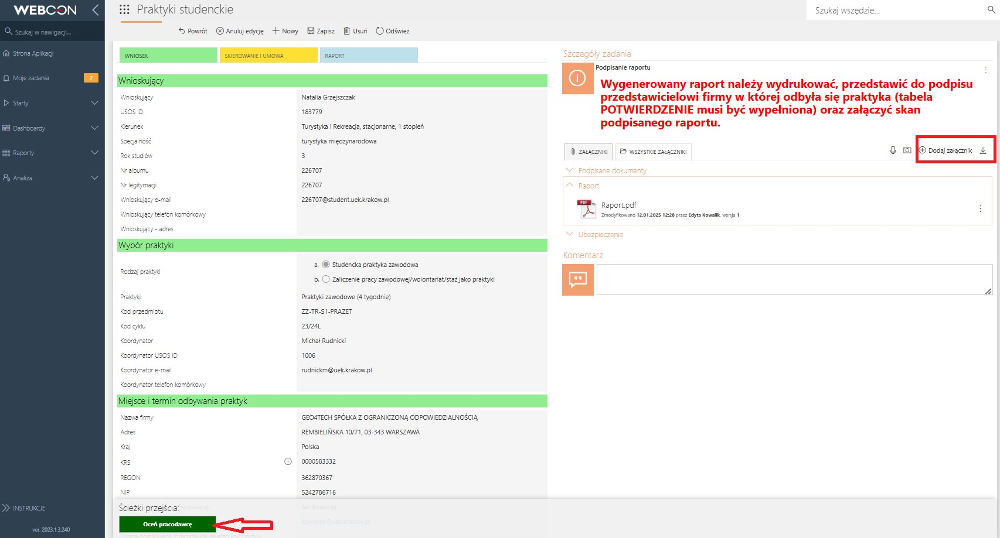 WEBCON
Szukaj w nawigacji...
Strona Aplikacji
Moje zadania 2
Starty
Dashboardy
Raporty
Analiza
INSTRUKCJE
ver. 2023.1.3.240
Praktyki studenckie
Szukaj wszędzie...
Powrót Anuluj edycję Nowy Zapisz Usuń Odśwież
WNIOSEK SKIEROWANIE I UMOWA RAPORT
Wnioskujący
Wnioskujący Natalia Grzejszczak
USOS ID 183779
Kierunek Turystyka i Rekreacja, stacjonarne, 1 stopień
Specjalność turystyka międzynarodowa
Rok studiów 3
Nr albumu 226707
Nr legitymacji 226707
Wnioskujący e-mail 226707@student.uek.krakow.pl
Wnioskujący telefon komórkowy
Wnioskujący - adres
Wybór praktyki
Rodzaj praktyki
a. Studencka praktyka zawodowa
b. Zaliczenie pracy zawodowej/wolontariat/staż jako praktyki
Praktyki Praktyki zawodowe (4 tygodnie)
Kod przedmiotu ZZ-TR-S1-PRAZET
Kod cyklu 23/24L
Koordynator Michał Rudnicki
Koordynator USOS ID 1006
Koordynator e-mail rudnickm@uek.krakow.pl
Koordynator telefon komórkowy
Miejsce i termin odbywania praktyk
Nazwa firmy GEO4TECH SPÓŁKA Z OGRANICZONĄ ODPOWIEDZIALNOŚCIĄ
Adres REMBIELIŃSKA 10/71, 03-343 WARSZAWA
Kraj Polska
KRS 0000583332
REGON 362870367
NIP 5242786716
Jan Kowalski
Ścieżki przejścia:
kowalike@uek.krakow.pl
Oceń pracodawcę
Szczegóły zadania
Podpisanie raportu
Wygenerowany raport należy wydrukować, przedstawić do podpisu
przedstawicielowi firmy w której odbyła się praktyka (tabela
POTWIERDZENIE musi być wypełniona) oraz załączyć skan
podpisanego raportu.
ZAŁĄCZNIKI WSZYSTKIE ZAŁĄCZNIKI Dodaj załącznik
Podpisane dokumenty
Raport
PDF
Raport.pdf
Zmodyfikowano 12.01.2025 12:28 przez Edyta Kowalik, wersja 1
Ubezpieczenie
Komentarz